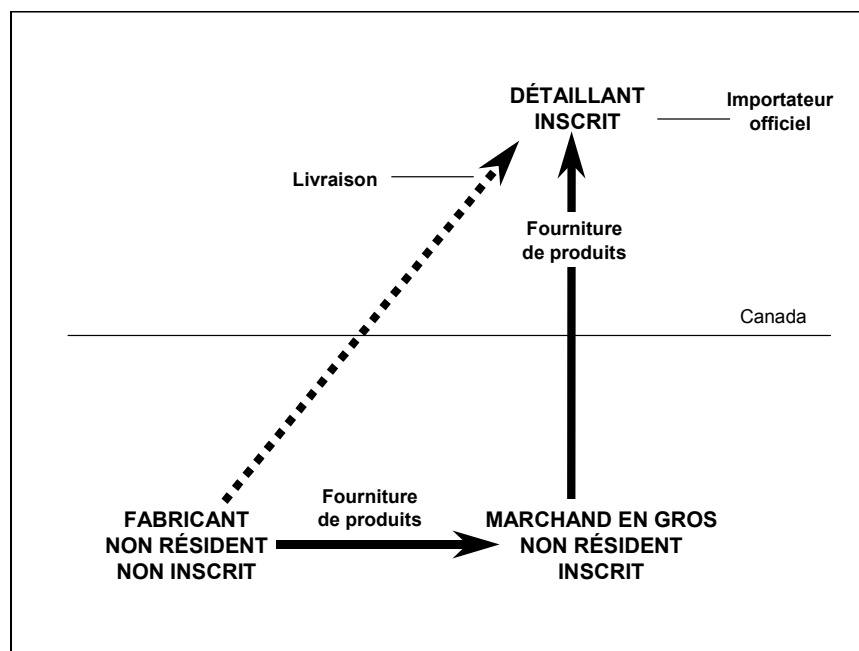 DÉTAILLANT
INSCRIT
Importateur
officiel
Livraison
Fourniture
de produits
Canada
Fourniture
de produits
FABRICANT
NON RÉSIDENT
NON INSCRIT
MARCHAND EN GROS
NON RÉSIDENT
INSCRIT